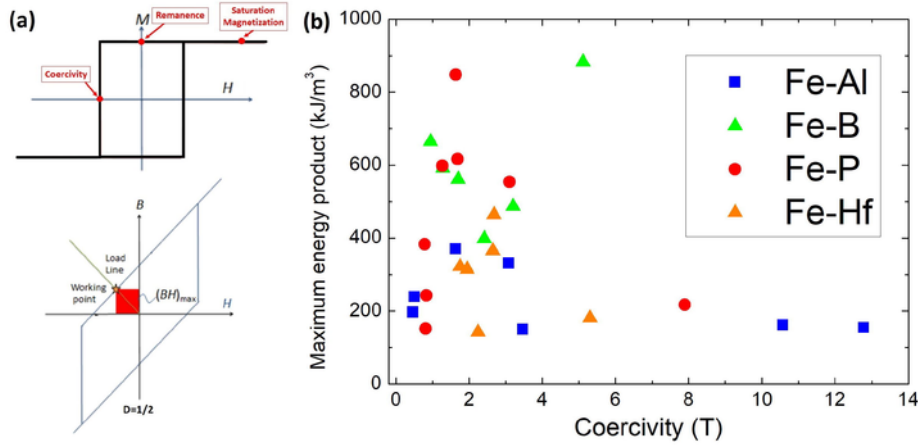 (a)
M
Remanence
Saturation
Magnetization
Coercivity
H
B
Load
Line
Working
point
(BH)max
H
D=1/2
(b)
Maximum energy product (kJ/m³)
1000
800
600
400
200
0
0 2 4 6 8 10 12 14
Coercivity (T)
Fe-Al
Fe-B
Fe-P
Fe-Hf